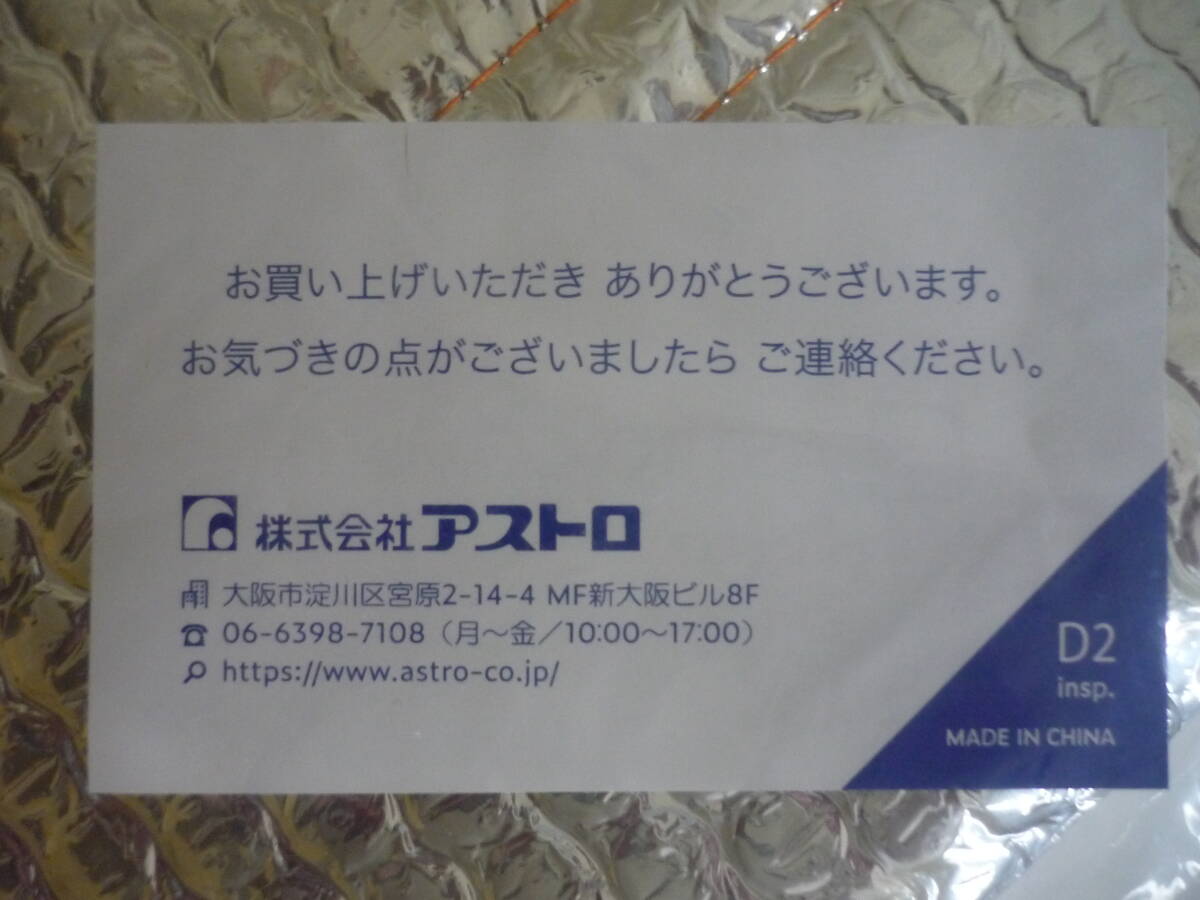 お買い上げいただき ありがとうございます。
お気づきの点がございましたら ご連絡ください。
株式会社アストロ
大阪市淀川区宮原2-14-4 MF新大阪ビル8F
06-6398-7108（月～金／10:00～17:00）
https://www.astro-co.jp/
D2
insp.
MADE IN CHINA